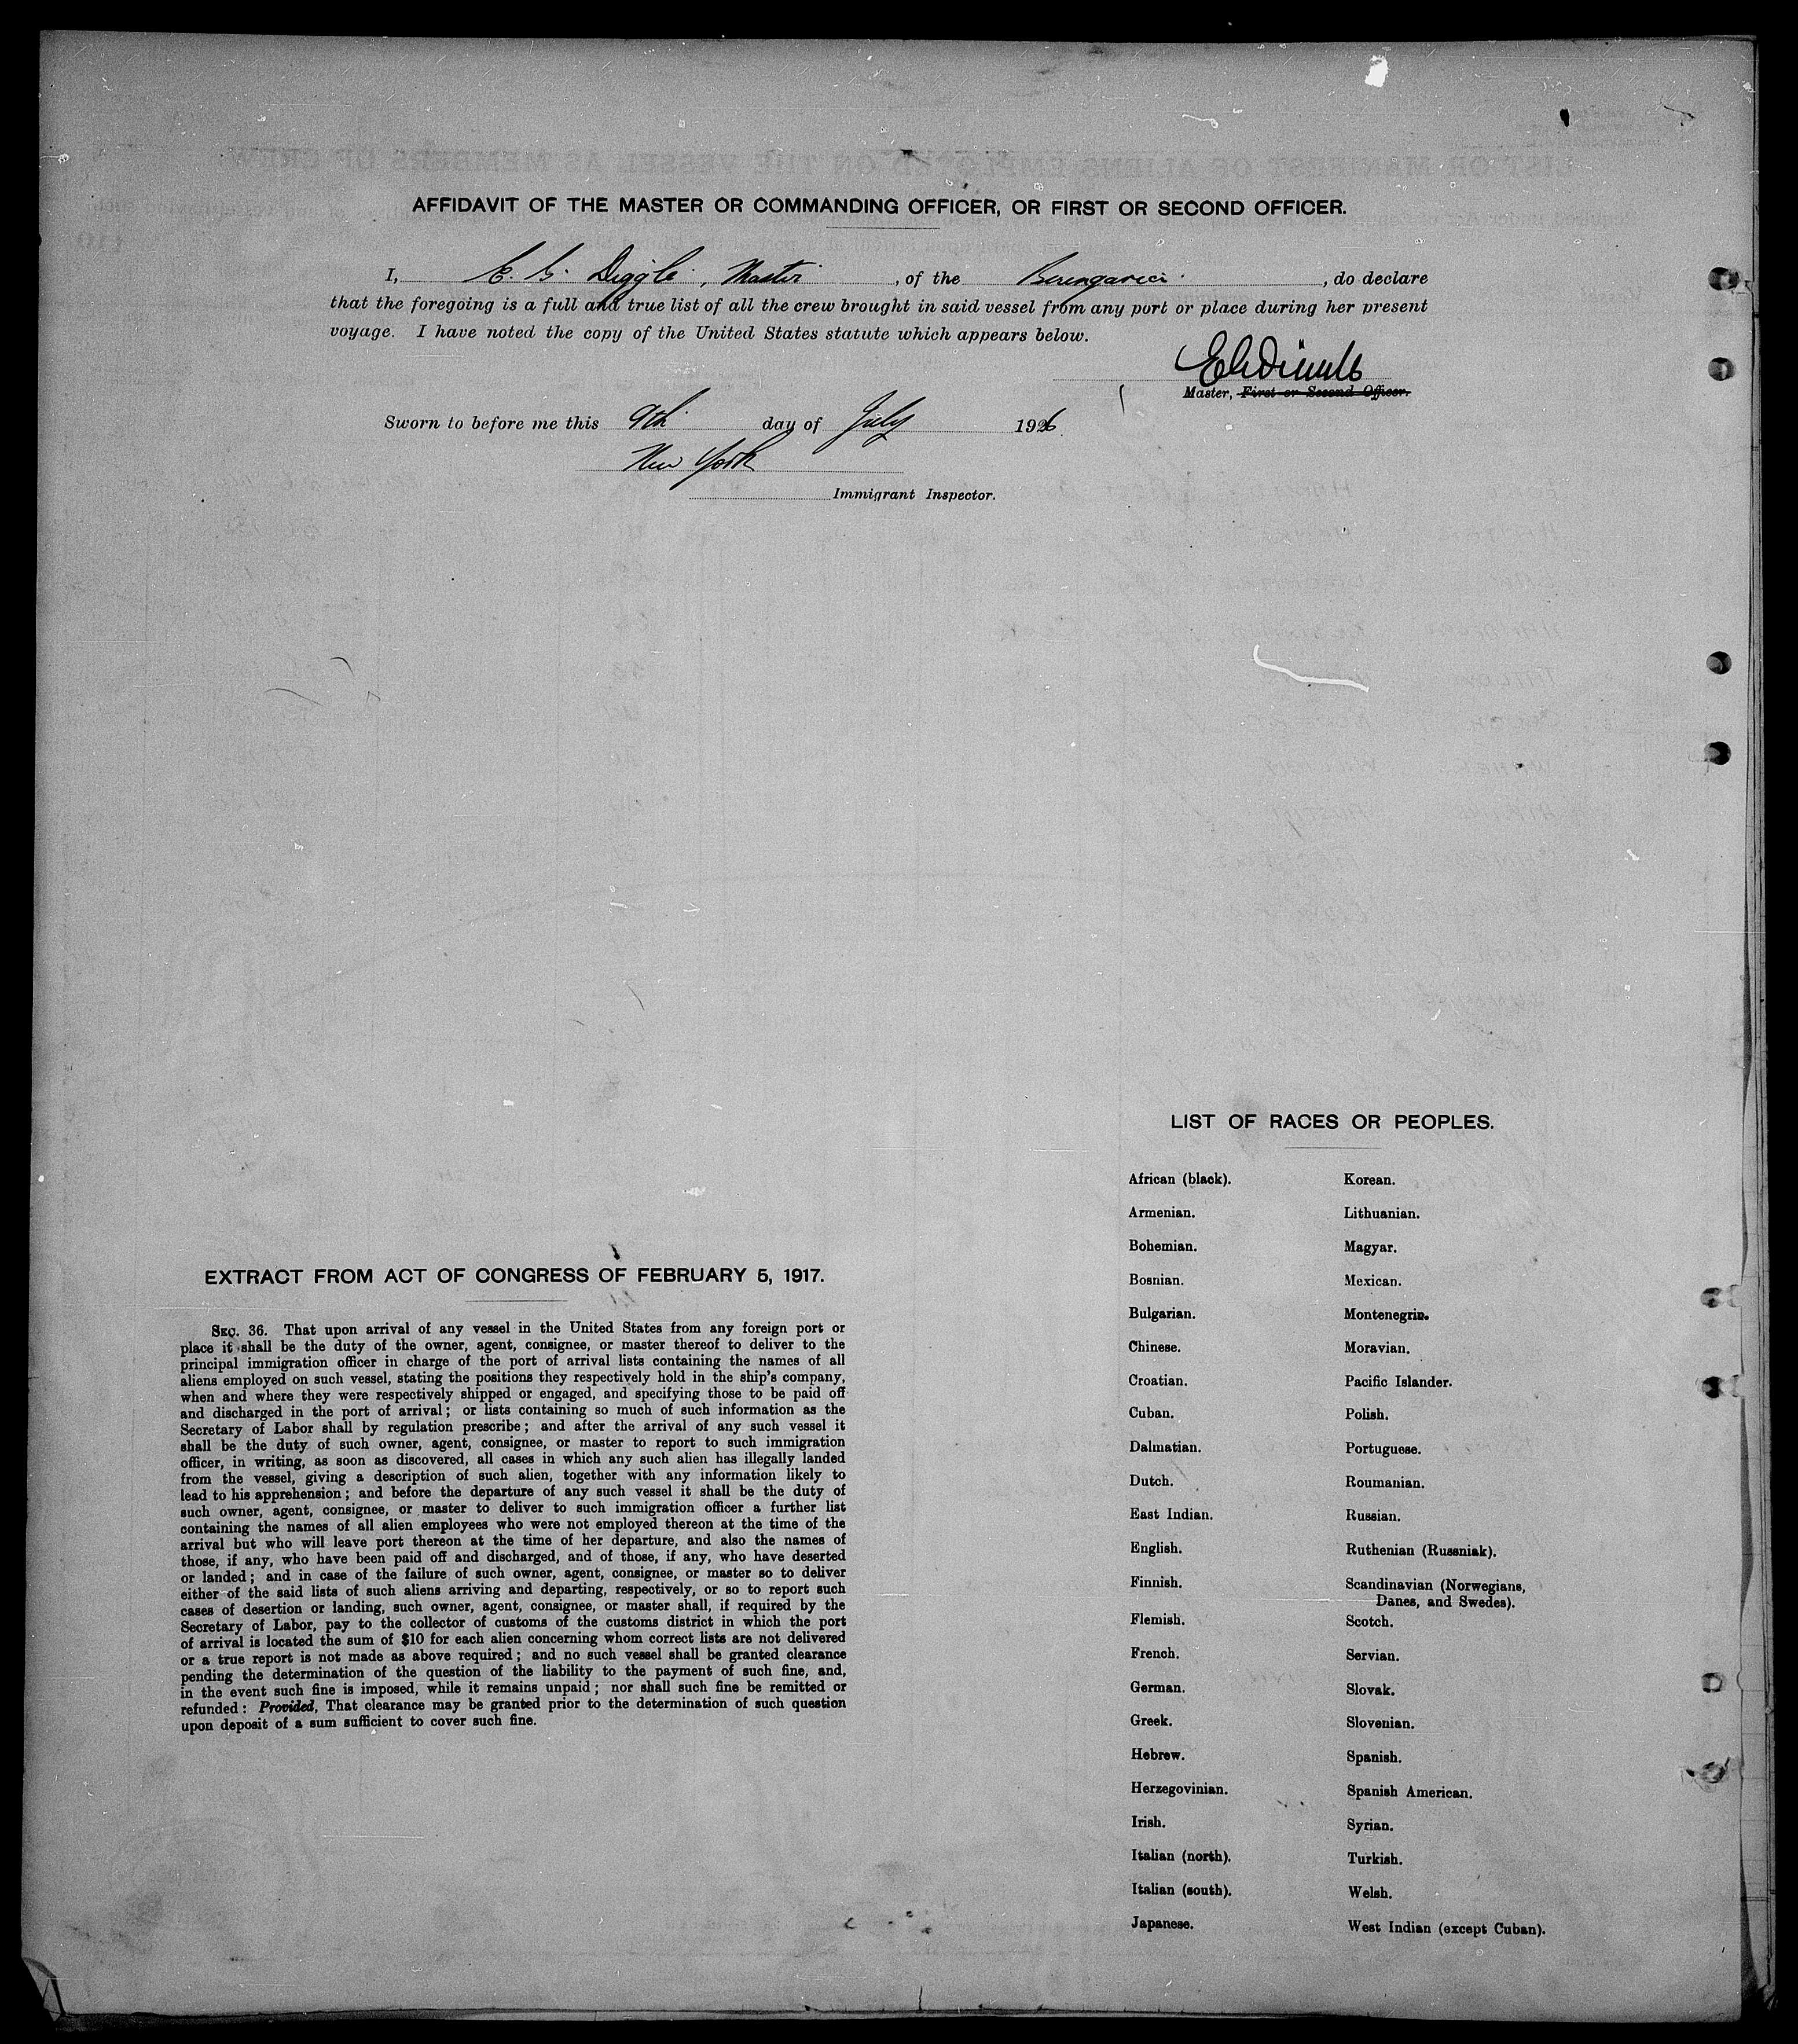 AFFIDAVIT OF THE MASTER OR COMMANDING OFFICER, OR FIRST OR SECOND OFFICER.
I, E. G. Diggle, Master, of the Berengaria, do declare
that the foregoing is a full and true list of all the crew brought in said vessel from any port or place during her present
voyage. I have noted the copy of the United States statute which appears below.
Master, First or Second Officer.
Sworn to before me this 9th day of July 1926
New York
Immigrant Inspector.
LIST OF RACES OR PEOPLES.
African (black).
Armenian.
Bohemian.
Bosnian.
Bulgarian.
Chinese.
Croatian.
Cuban.
Dalmatian.
Dutch.
East Indian.
English.
Finnish.
Flemish.
French.
German.
Greek.
Hebrew.
Herzegovinian.
Irish.
Italian (north).
Italian (south).
Japanese.
Korean.
Lithuanian.
Magyar.
Mexican.
Montenegrin.
Moravian.
Pacific Islander.
Polish.
Portuguese.
Roumanian.
Russian.
Ruthenian (Russniak).
Scandinavian (Norwegians,
Danes, and Swedes).
Scotch.
Servian.
Slovak.
Slovenian.
Spanish.
Spanish American.
Syrian.
Turkish.
Welsh.
West Indian (except Cuban).
EXTRACT FROM ACT OF CONGRESS OF FEBRUARY 5, 1917.
SEC. 36. That upon arrival of any vessel in the United States from any foreign port or
place it shall be the duty of the owner, agent, consignee, or master thereof to deliver to the
principal immigration officer in charge of the port of arrival lists containing the names of all
aliens employed on such vessel, stating the positions they respectively hold in the ship's company,
when and where they were respectively shipped or engaged, and specifying those to be paid off
and discharged in the port of arrival; or lists containing so much of such information as the
Secretary of Labor shall by regulation prescribe; and after the arrival of any such vessel it
shall be the duty of such owner, agent, consignee, or master to report to such immigration
officer, in writing, as soon as discovered, all cases in which any such alien has illegally landed
from the vessel, giving a description of such alien, together with any information likely to
lead to his apprehension; and before the departure of any such vessel it shall be the duty of
such owner, agent, consignee, or master to deliver to such immigration officer a further list
containing the names of all alien employees who were not employed thereon at the time of the
arrival but who will leave port thereon at the time of her departure, and also the names of
those, if any, who have been paid off and discharged, and of those, if any, who have deserted
or landed; and in case of the failure of such owner, agent, consignee, or master so to deliver
either of the said lists of such aliens arriving and departing, respectively, or so to report such
cases of desertion or landing, such owner, agent, consignee, or master shall, if required by the
Secretary of Labor, pay to the collector of customs of the customs district in which the port
of arrival is located the sum of $10 for each alien concerning whom correct lists are not delivered
or a true report is not made as above required; and no such vessel shall be granted clearance
pending the determination of the question of the liability to the payment of such fine, and,
in the event such fine is imposed, while it remains unpaid; nor shall such fine be remitted or
refunded: Provided, That clearance may be granted prior to the determination of such question
upon deposit of a sum sufficient to cover such fine.